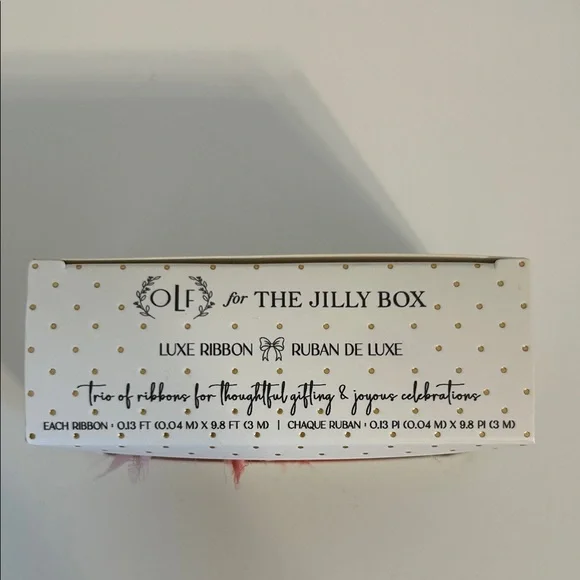 OLF for THE JILLY BOX
LUXE RIBBON RUBAN DE LUXE
trio of ribbons for thoughtful gifting & joyous celebrations
EACH RIBBON : 0.13 FT (0.04 M) X 9.8 FT (3 M) | CHAQUE RUBAN : 0.13 PI (0.04 M) X 9.8 PI (3 M)